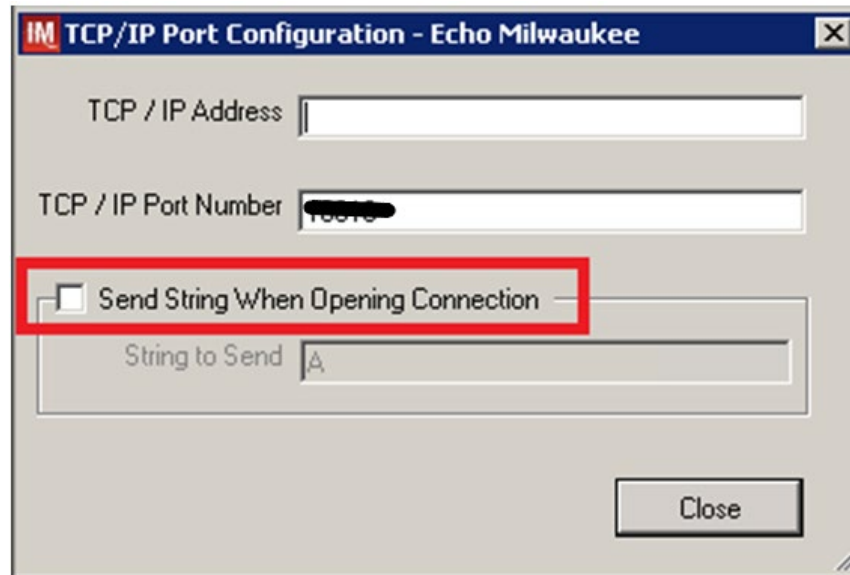 IM TCP/IP Port Configuration - Echo Milwaukee
TCP / IP Address
TCP / IP Port Number
Send String When Opening Connection
String to Send A
Close